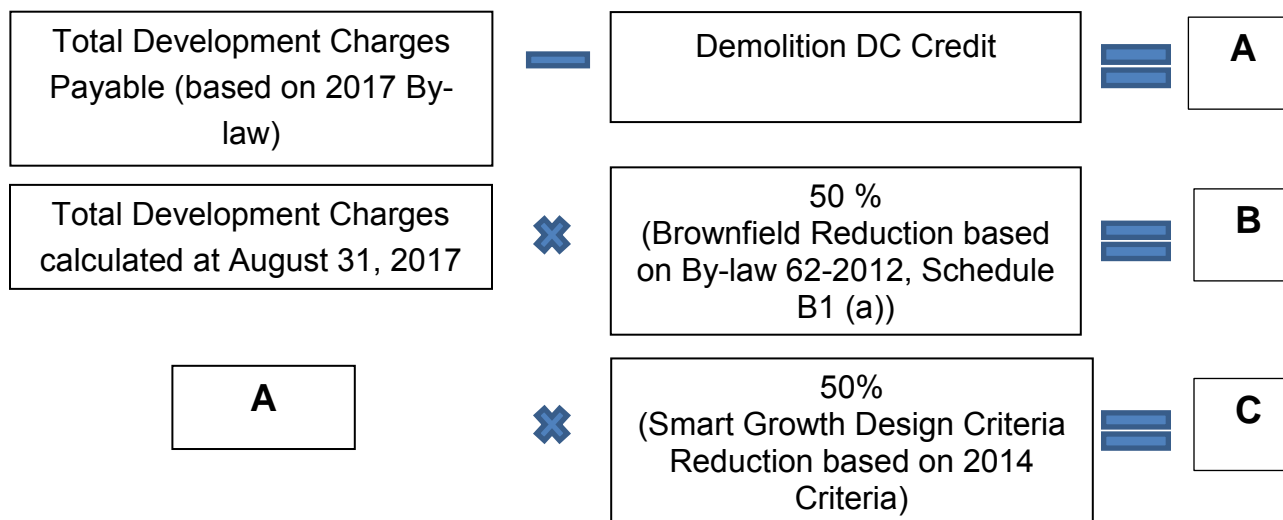 Total Development Charges
Payable (based on 2017 By-
law)
Demolition DC Credit
A
Total Development Charges
calculated at August 31, 2017
50 %
(Brownfield Reduction based
on By-law 62-2012, Schedule
B1 (a))
B
A
50%
(Smart Growth Design Criteria
Reduction based on 2014
Criteria)
C